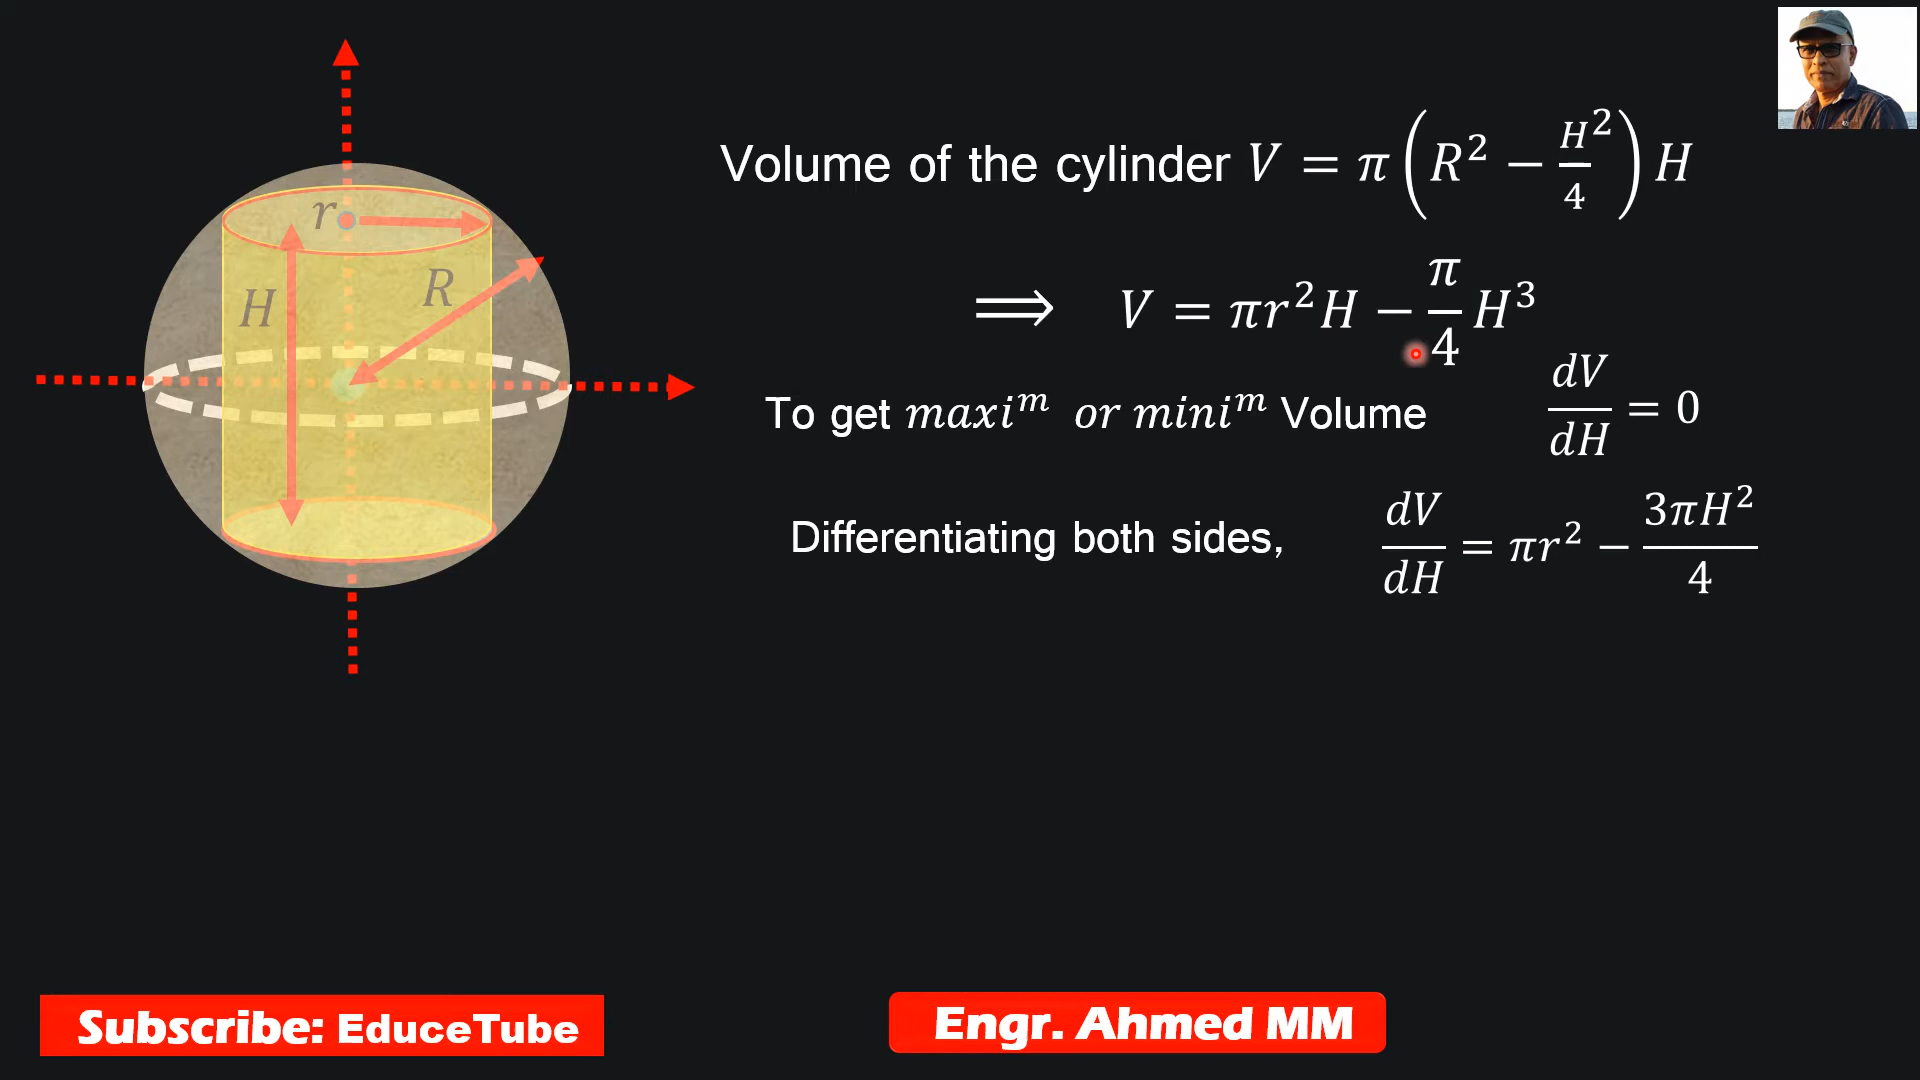 Volume of the cylinder V = π(R² − H²/4)H
⟹ V = πr²H − π/4 H³
To get maxiᵐ or miniᵐ Volume dV/dH = 0
Differentiating both sides, dV/dH = πr² − 3πH²/4
r
R
H
Subscribe: EduceTube
Engr. Ahmed MM